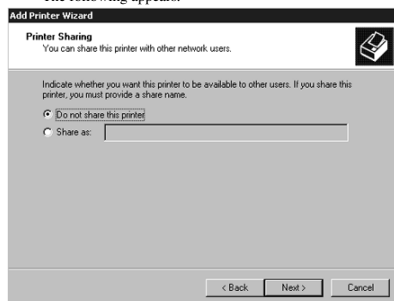 The following appears.
Add Printer Wizard
Printer Sharing
You can share this printer with other network users.
Indicate whether you want this printer to be available to other users. If you share this
printer, you must provide a share name.
Do not share this printer
Share as:
< Back
Next >
Cancel